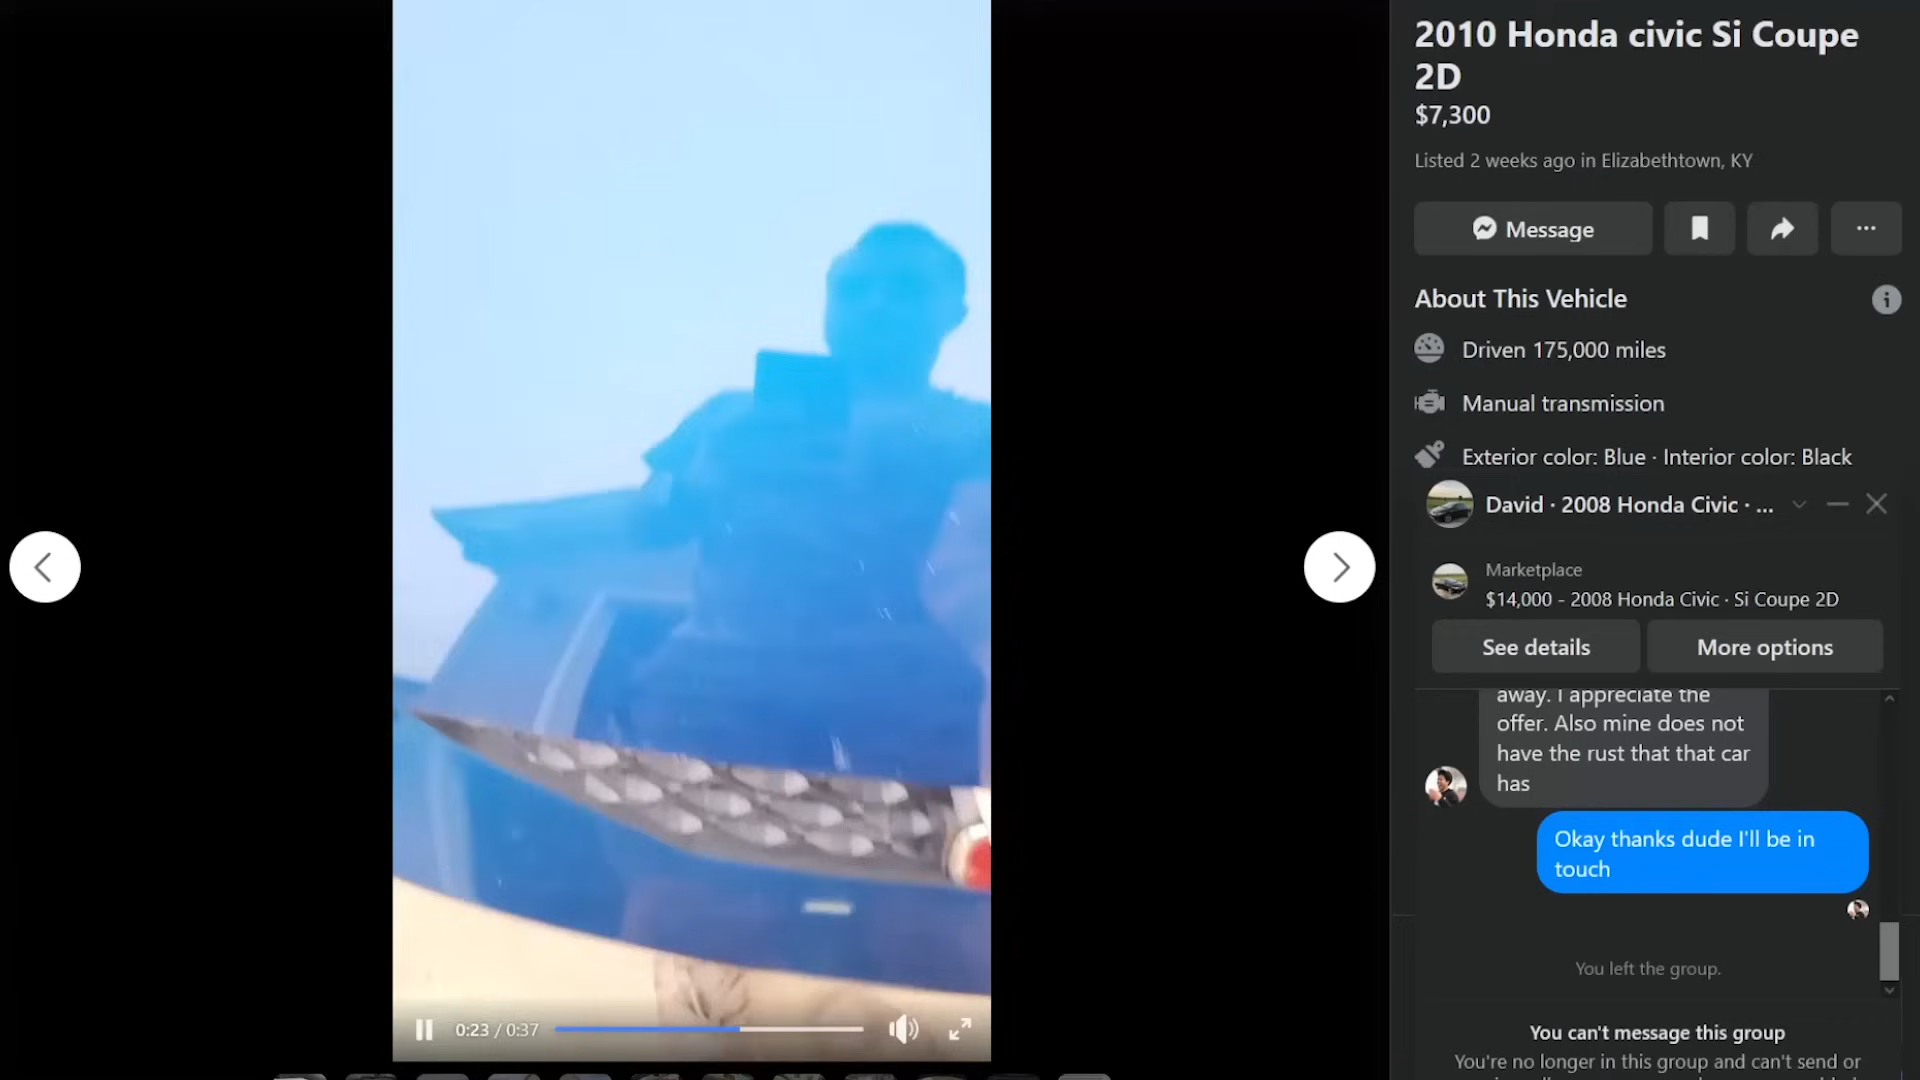 2010 Honda civic Si Coupe
2D
$7,300
Listed 2 weeks ago in Elizabethtown, KY
Message
About This Vehicle
Driven 175,000 miles
Manual transmission
Exterior color: Blue · Interior color: Black
David · 2008 Honda Civic · ...
Marketplace
$14,000 - 2008 Honda Civic · Si Coupe 2D
See details
More options
away. I appreciate the
offer. Also mine does not
have the rust that that car
has
Okay thanks dude I'll be in
touch
You left the group.
You can't message this group
You're no longer in this group and can't send or
0:23 / 0:37